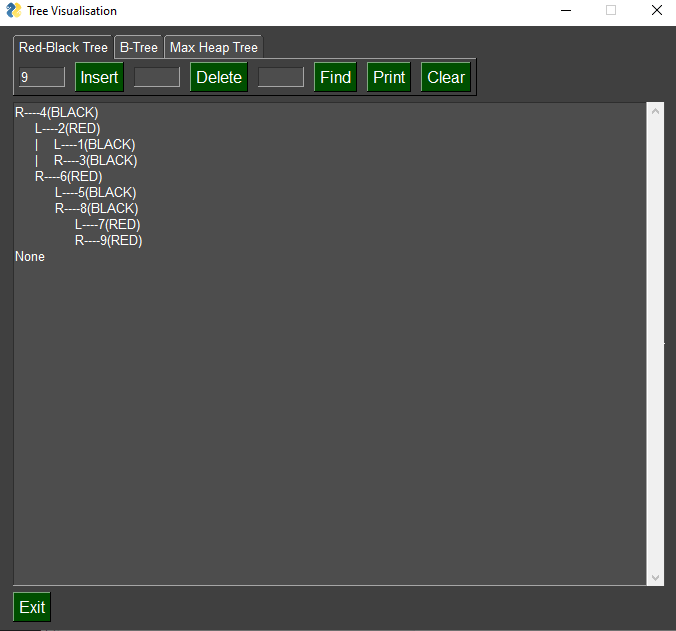 Tree Visualisation
Red-Black Tree B-Tree Max Heap Tree
9 Insert Delete Find Print Clear
R----4(BLACK)
L----2(RED)
| L----1(BLACK)
| R----3(BLACK)
R----6(RED)
L----5(BLACK)
R----8(BLACK)
L----7(RED)
R----9(RED)
None
Exit